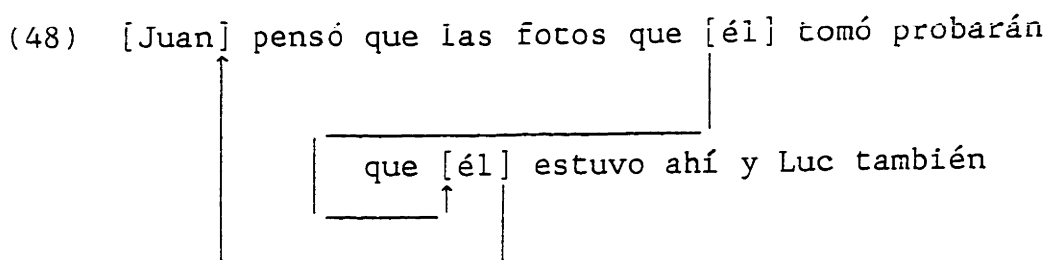 (48) [Juan] pensó que las fotos que [él] tomó probarán
que [él] estuvo ahí y Luc también